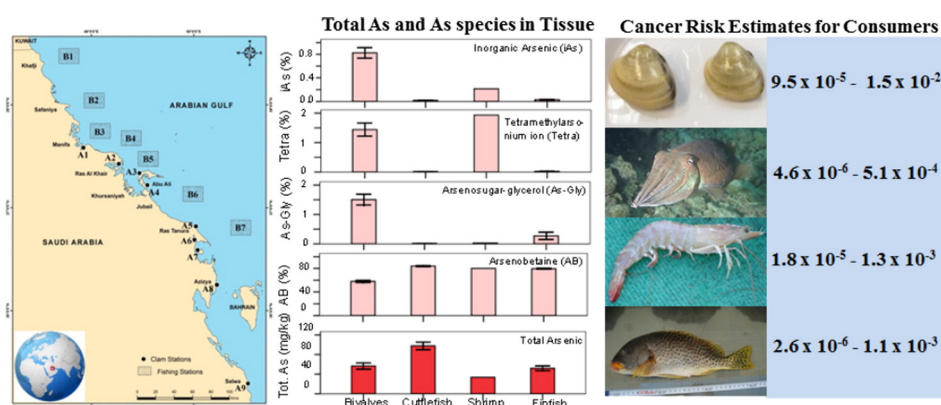 Total As and As species in Tissue
Cancer Risk Estimates for Consumers
KUWAIT
Khafji
B1
B2
ARABIAN GULF
Safaniya
B3
B4
Manifa
A1
A2
B5
Ras Al Khair
A3
Abu Ali
A4
Khursaniyah
Jubail
B6
A5
Ras Tanura
A6
B7
SAUDI ARABIA
A7
Aziziya
A8
BAHRAIN
Clam Stations
Fishing Stations
Salwa
A9
iAs (%)
0.8
0.4
0.0
Inorganic Arsenic (iAs)
Tetra (%)
2
1
0
Tetramethylarso-
nium ion (Tetra)
As-Gly (%)
2
1
0
Arsenosugar-glycerol (As-Gly)
AB (%)
80
40
0
Arsenobetaine (AB)
Tot. As (mg/kg)
120
80
40
0
Total Arsenic
Bivalves Cuttlefish Shrimp Finfish
9.5 x 10-5 - 1.5 x 10-2
4.6 x 10-6 - 5.1 x 10-4
1.8 x 10-5 - 1.3 x 10-3
2.6 x 10-6 - 1.1 x 10-3